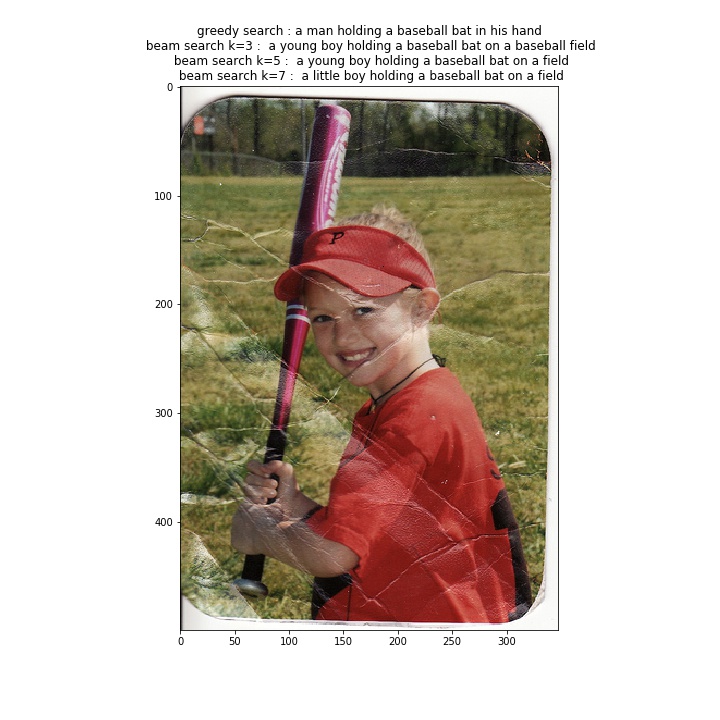 greedy search : a man holding a baseball bat in his hand
beam search k=3 :  a young boy holding a baseball bat on a baseball field
beam search k=5 :  a young boy holding a baseball bat on a field
beam search k=7 :  a little boy holding a baseball bat on a field
0
100
200
300
400
P
0 50 100 150 200 250 300